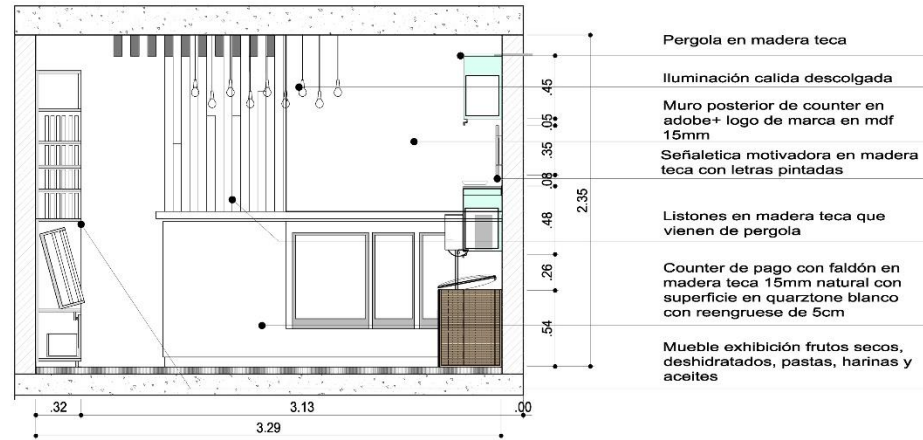 Pergola en madera teca
Iluminación calida descolgada
Muro posterior de counter en
adobe+ logo de marca en mdf
15mm
Señaletica motivadora en madera
teca con letras pintadas
Listones en madera teca que
vienen de pergola
Counter de pago con faldón en
madera teca 15mm natural con
superficie en quarztone blanco
con reengruese de 5cm
Mueble exhibición frutos secos,
deshidratados, pastas, harinas y
aceites
.45
.05
.35
.08
.48
.26
.54
2.35
.32
3.13
.00
3.29